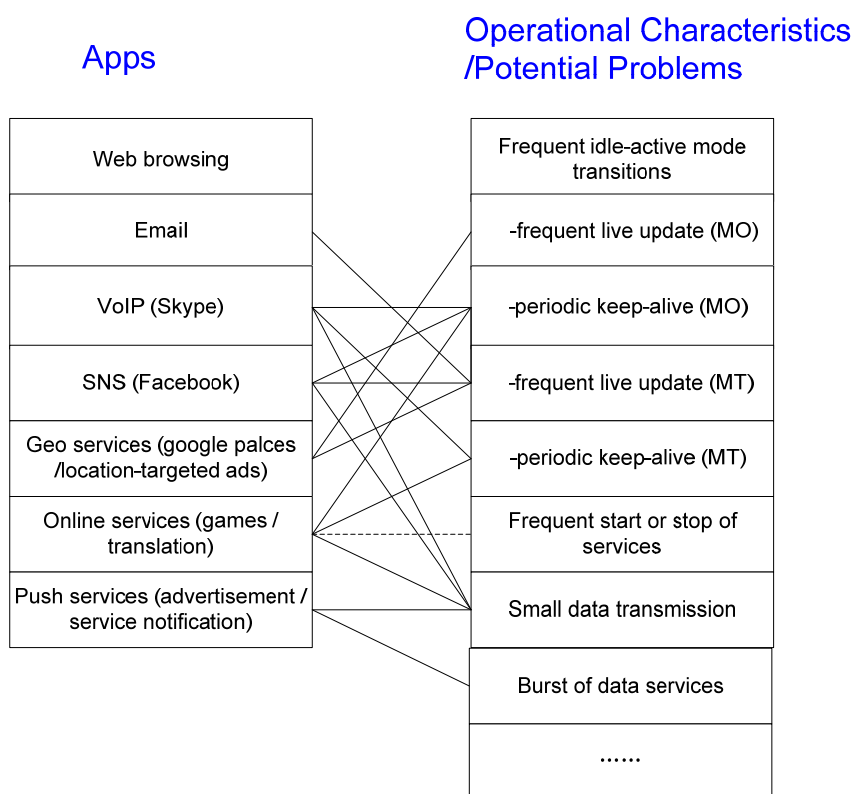 Apps
Operational Characteristics
/Potential Problems
Web browsing
Email
VoIP (Skype)
SNS (Facebook)
Geo services (google palces
/location-targeted ads)
Online services (games /
translation)
Push services (advertisement /
service notification)
Frequent idle-active mode
transitions
-frequent live update (MO)
-periodic keep-alive (MO)
-frequent live update (MT)
-periodic keep-alive (MT)
Frequent start or stop of
services
Small data transmission
Burst of data services
......